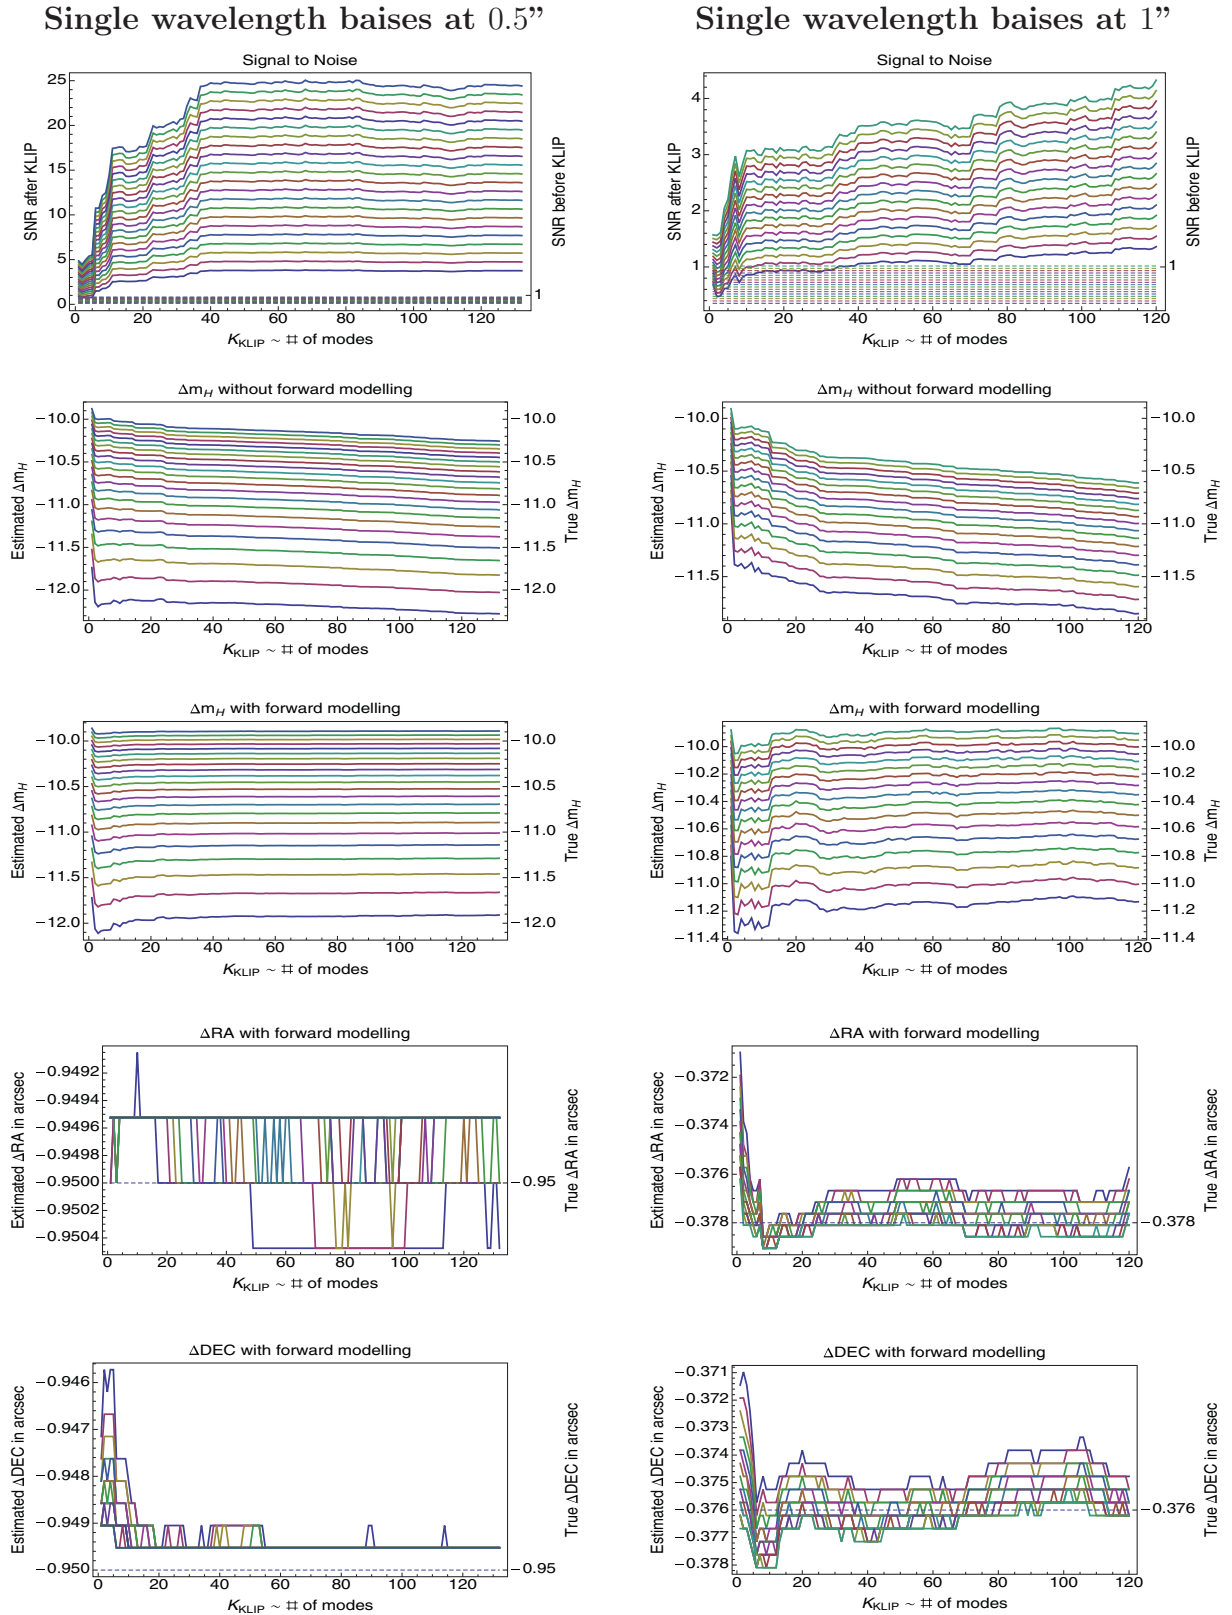 Single wavelength baises at 0.5”
Signal to Noise
25
20
15
10
5
0
SNR after KLIP
SNR before KLIP
1
0 20 40 60 80 100 120
K_KLIP ~ # of modes
Δm_H without forward modelling
−10.0
−10.5
−11.0
−11.5
−12.0
Estimated Δm_H
−10.0
−10.5
−11.0
−11.5
−12.0
True Δm_H
0 20 40 60 80 100 120
K_KLIP ~ # of modes
Δm_H with forward modelling
−10.0
−10.5
−11.0
−11.5
−12.0
Estimated Δm_H
−10.0
−10.5
−11.0
−11.5
−12.0
True Δm_H
0 20 40 60 80 100 120
K_KLIP ~ # of modes
ΔRA with forward modelling
−0.9492
−0.9494
−0.9496
−0.9498
−0.9500
−0.9502
−0.9504
Extimated ΔRA in arcsec
−0.95
True ΔRA in arcsec
0 20 40 60 80 100 120
K_KLIP ~ # of modes
ΔDEC with forward modelling
−0.946
−0.947
−0.948
−0.949
−0.950
Estimated ΔDEC in arcsec
−0.95
True ΔDEC in arcsec
0 20 40 60 80 100 120
K_KLIP ~ # of modes
Single wavelength baises at 1”
Signal to Noise
4
3
2
1
SNR after KLIP
SNR before KLIP
1
0 20 40 60 80 100 120
K_KLIP ~ # of modes
Δm_H without forward modelling
−10.0
−10.5
−11.0
−11.5
Estimated Δm_H
−10.0
−10.5
−11.0
−11.5
True Δm_H
0 20 40 60 80 100 120
K_KLIP ~ # of modes
Δm_H with forward modelling
−10.0
−10.2
−10.4
−10.6
−10.8
−11.0
−11.2
−11.4
Estimated Δm_H
−10.0
−10.2
−10.4
−10.6
−10.8
−11.0
−11.2
−11.4
True Δm_H
0 20 40 60 80 100 120
K_KLIP ~ # of modes
ΔRA with forward modelling
−0.372
−0.374
−0.376
−0.378
Extimated ΔRA in arcsec
−0.378
True ΔRA in arcsec
0 20 40 60 80 100 120
K_KLIP ~ # of modes
ΔDEC with forward modelling
−0.371
−0.372
−0.373
−0.374
−0.375
−0.376
−0.377
−0.378
Estimated ΔDEC in arcsec
−0.376
True ΔDEC in arcsec
0 20 40 60 80 100 120
K_KLIP ~ # of modes